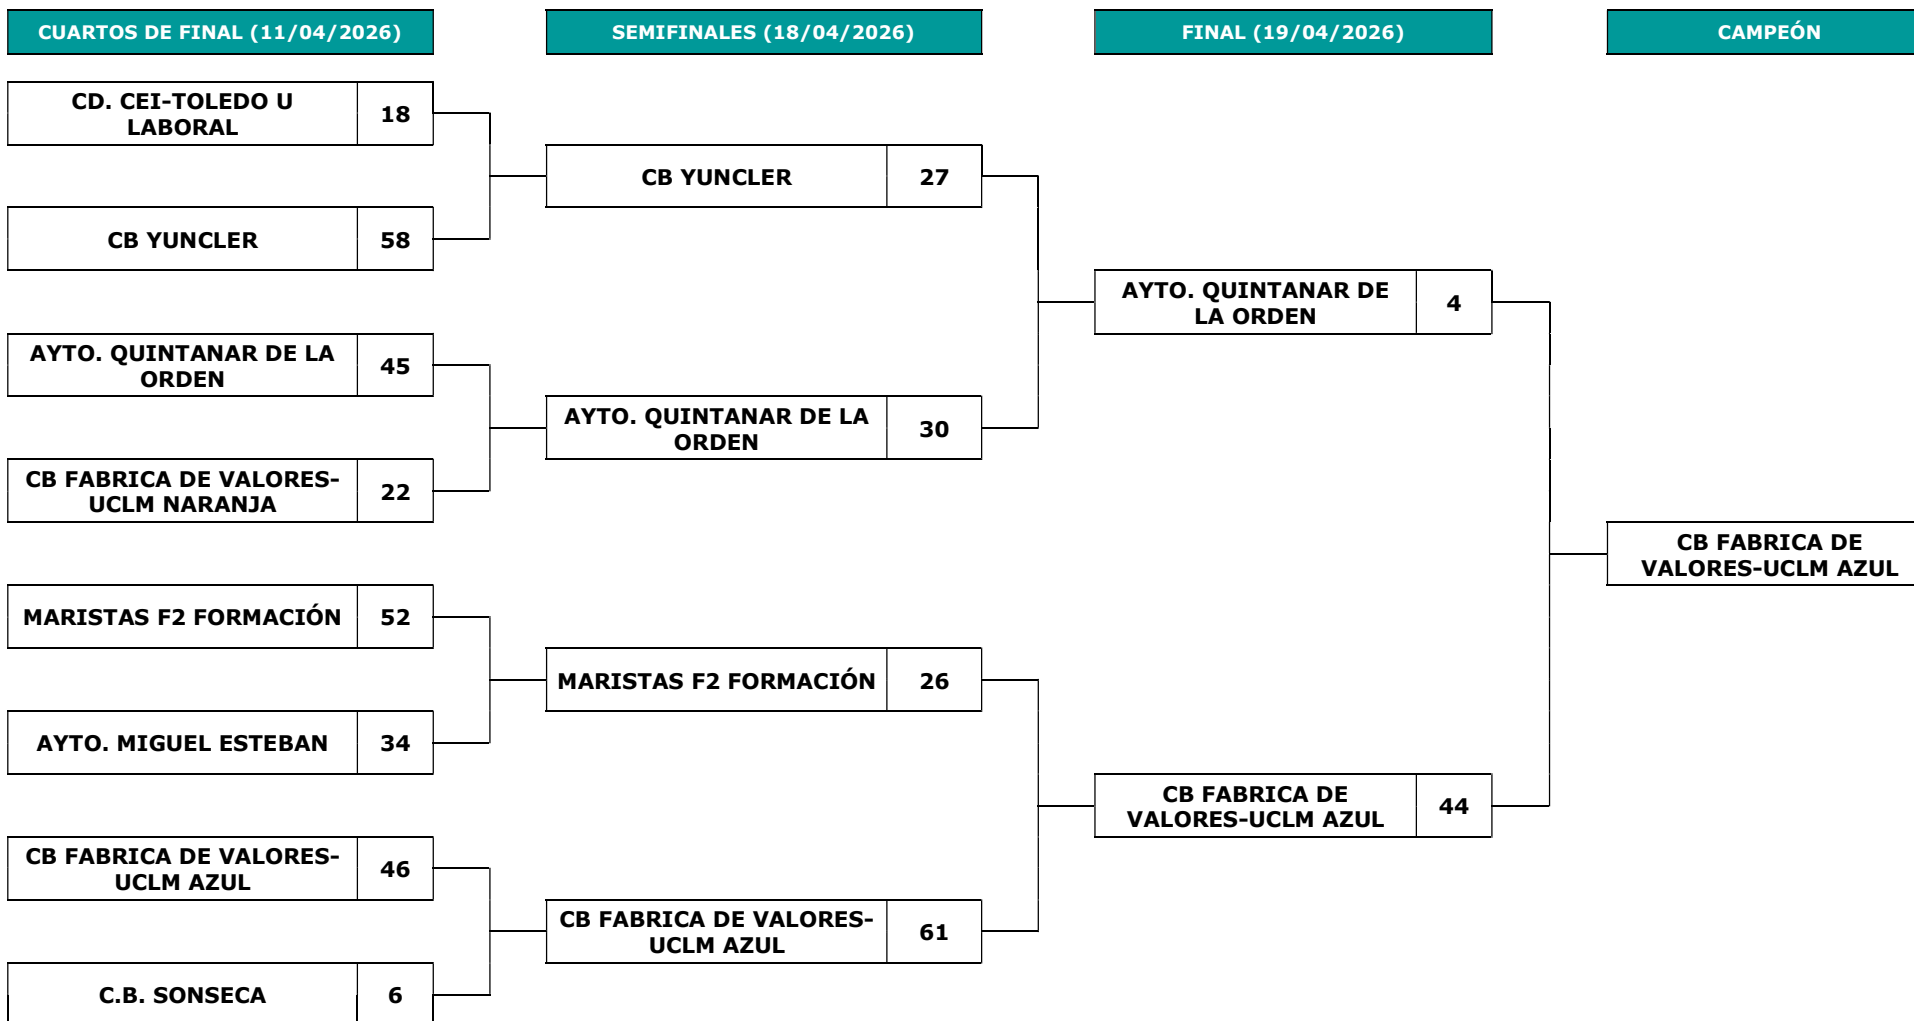 CUARTOS DE FINAL (11/04/2026)
SEMIFINALES (18/04/2026)
FINAL (19/04/2026)
CAMPEÓN
CD. CEI-TOLEDO U
LABORAL
18
CB YUNCLER
58
AYTO. QUINTANAR DE LA
ORDEN
45
CB FABRICA DE VALORES-
UCLM NARANJA
22
MARISTAS F2 FORMACIÓN
52
AYTO. MIGUEL ESTEBAN
34
CB FABRICA DE VALORES-
UCLM AZUL
46
C.B. SONSECA
6
CB YUNCLER
27
AYTO. QUINTANAR DE LA
ORDEN
30
MARISTAS F2 FORMACIÓN
26
CB FABRICA DE VALORES-
UCLM AZUL
61
AYTO. QUINTANAR DE
LA ORDEN
4
CB FABRICA DE
VALORES-UCLM AZUL
44
CB FABRICA DE
VALORES-UCLM AZUL